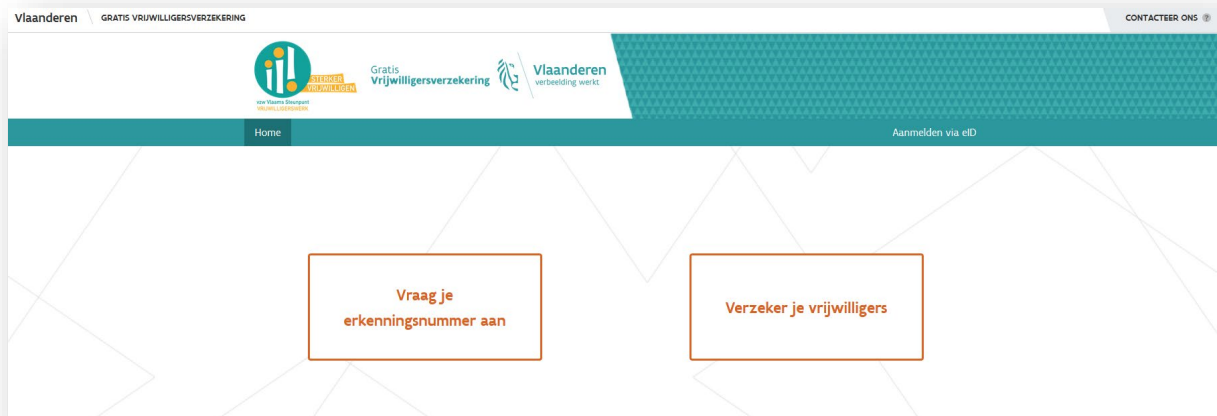 Vlaanderen GRATIS VRIJWILLIGERSVERZEKERING CONTACTEER ONS ?
STERKER
VRIJWILLIGEN
vzw Vlaams Steunpunt
VRIJWILLIGERSWERK
Gratis
Vrijwilligersverzekering
Vlaanderen
verbeelding werkt
Home Aanmelden via eID
Vraag je
erkenningsnummer aan
Verzeker je vrijwilligers